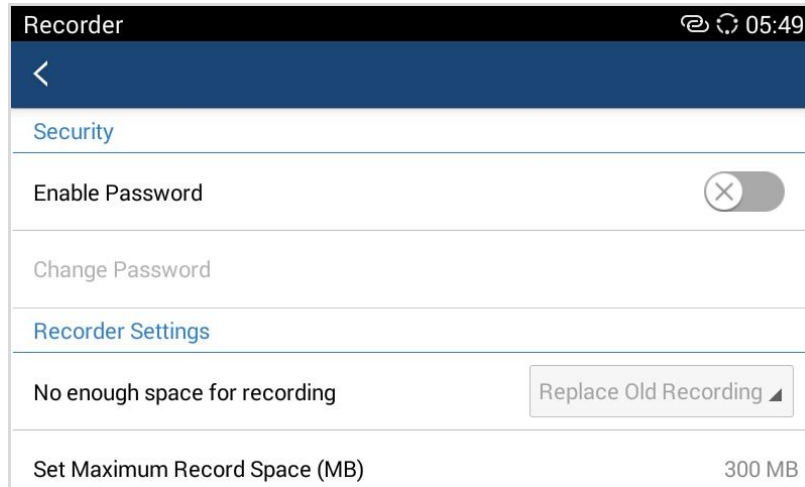 Recorder 05:49
Security
Enable Password
Change Password
Recorder Settings
No enough space for recording Replace Old Recording
Set Maximum Record Space (MB) 300 MB